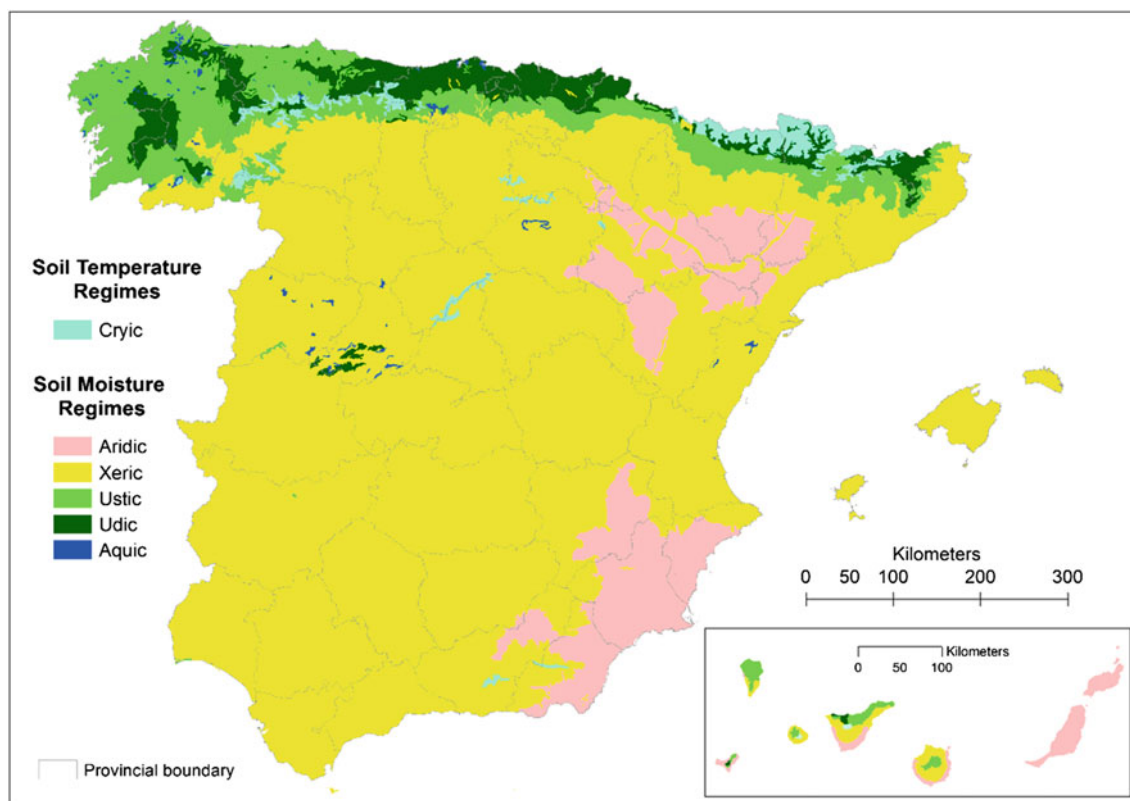 Soil Temperature
Regimes
Cryic
Soil Moisture
Regimes
Aridic
Xeric
Ustic
Udic
Aquic
Provincial boundary
Kilometers
0 50 100 200 300
0 50 100 Kilometers